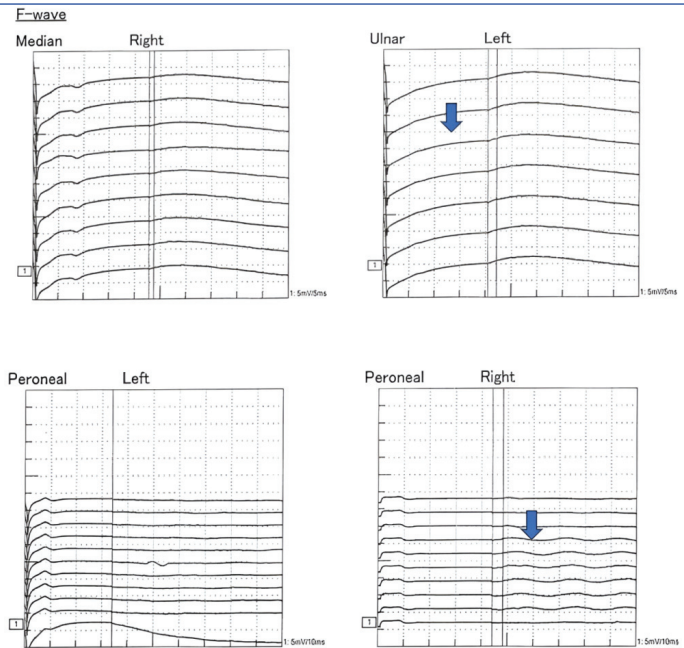 F-wave
Median Right
Ulnar Left
1
1: 5mV/5ms
1
1: 5mV/5ms
Peroneal Left
Peroneal Right
1
1: 5mV/10ms
1
1: 5mV/10ms